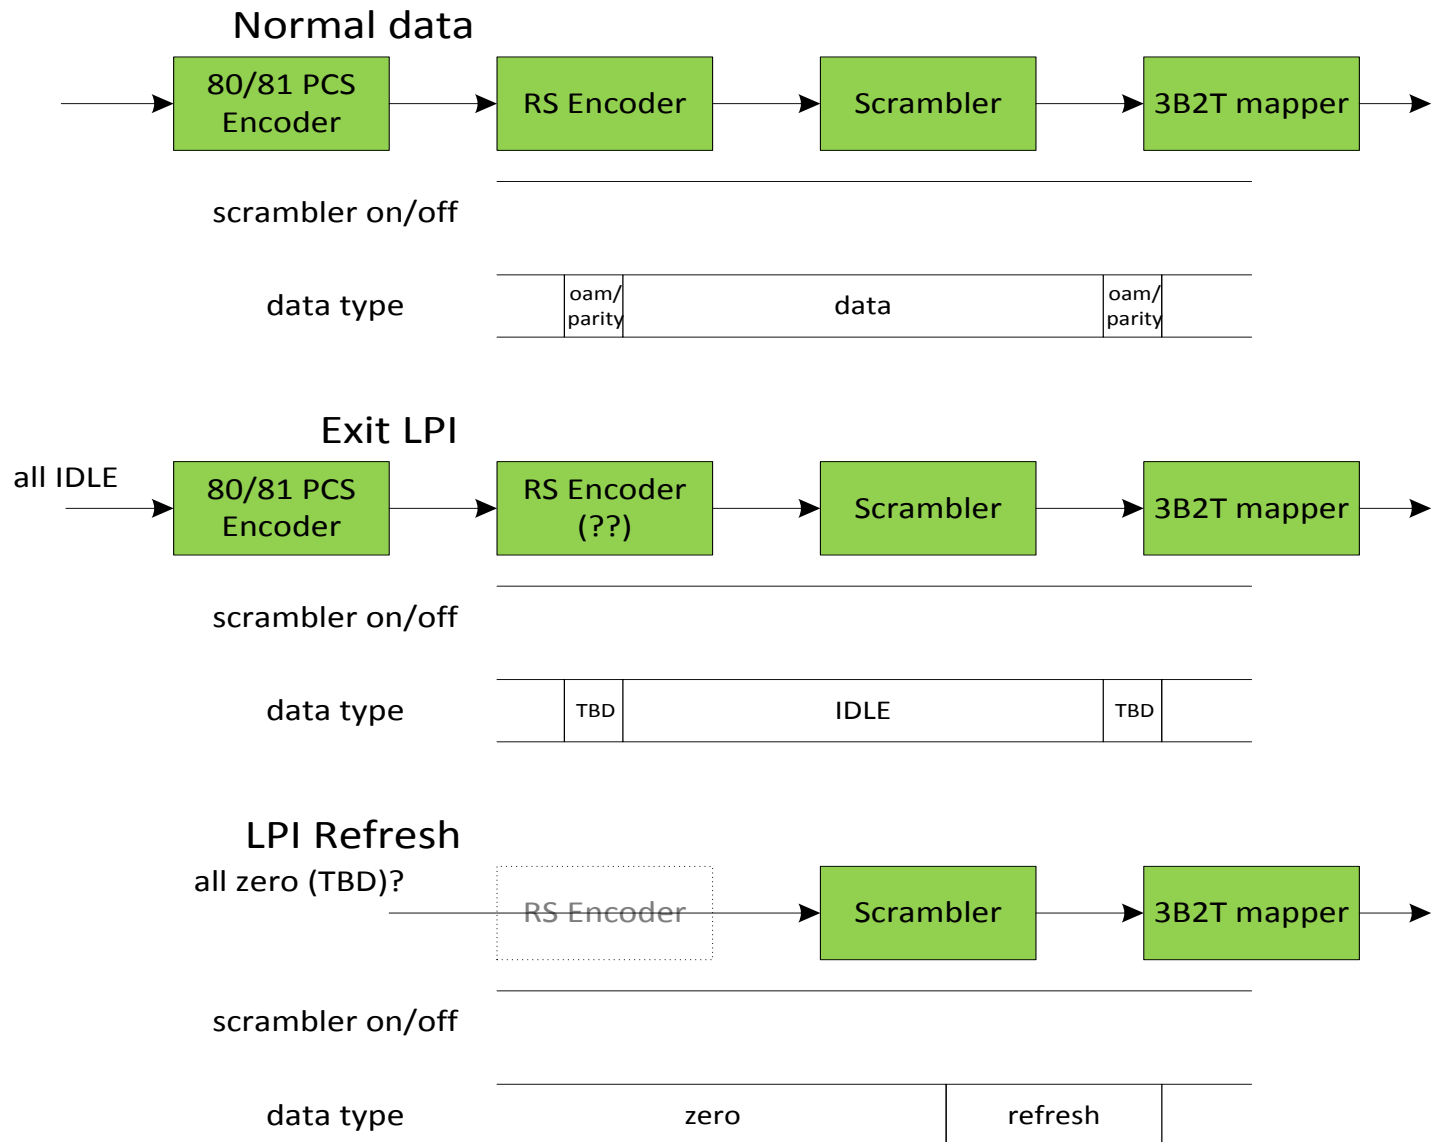 Normal data
80/81 PCS
Encoder
RS Encoder
Scrambler
3B2T mapper
scrambler on/off
data type
oam/
parity
data
oam/
parity
Exit LPI
all IDLE
80/81 PCS
Encoder
RS Encoder
(??)
Scrambler
3B2T mapper
scrambler on/off
data type
TBD
IDLE
TBD
LPI Refresh
all zero (TBD)?
RS Encoder
Scrambler
3B2T mapper
scrambler on/off
data type
zero
refresh